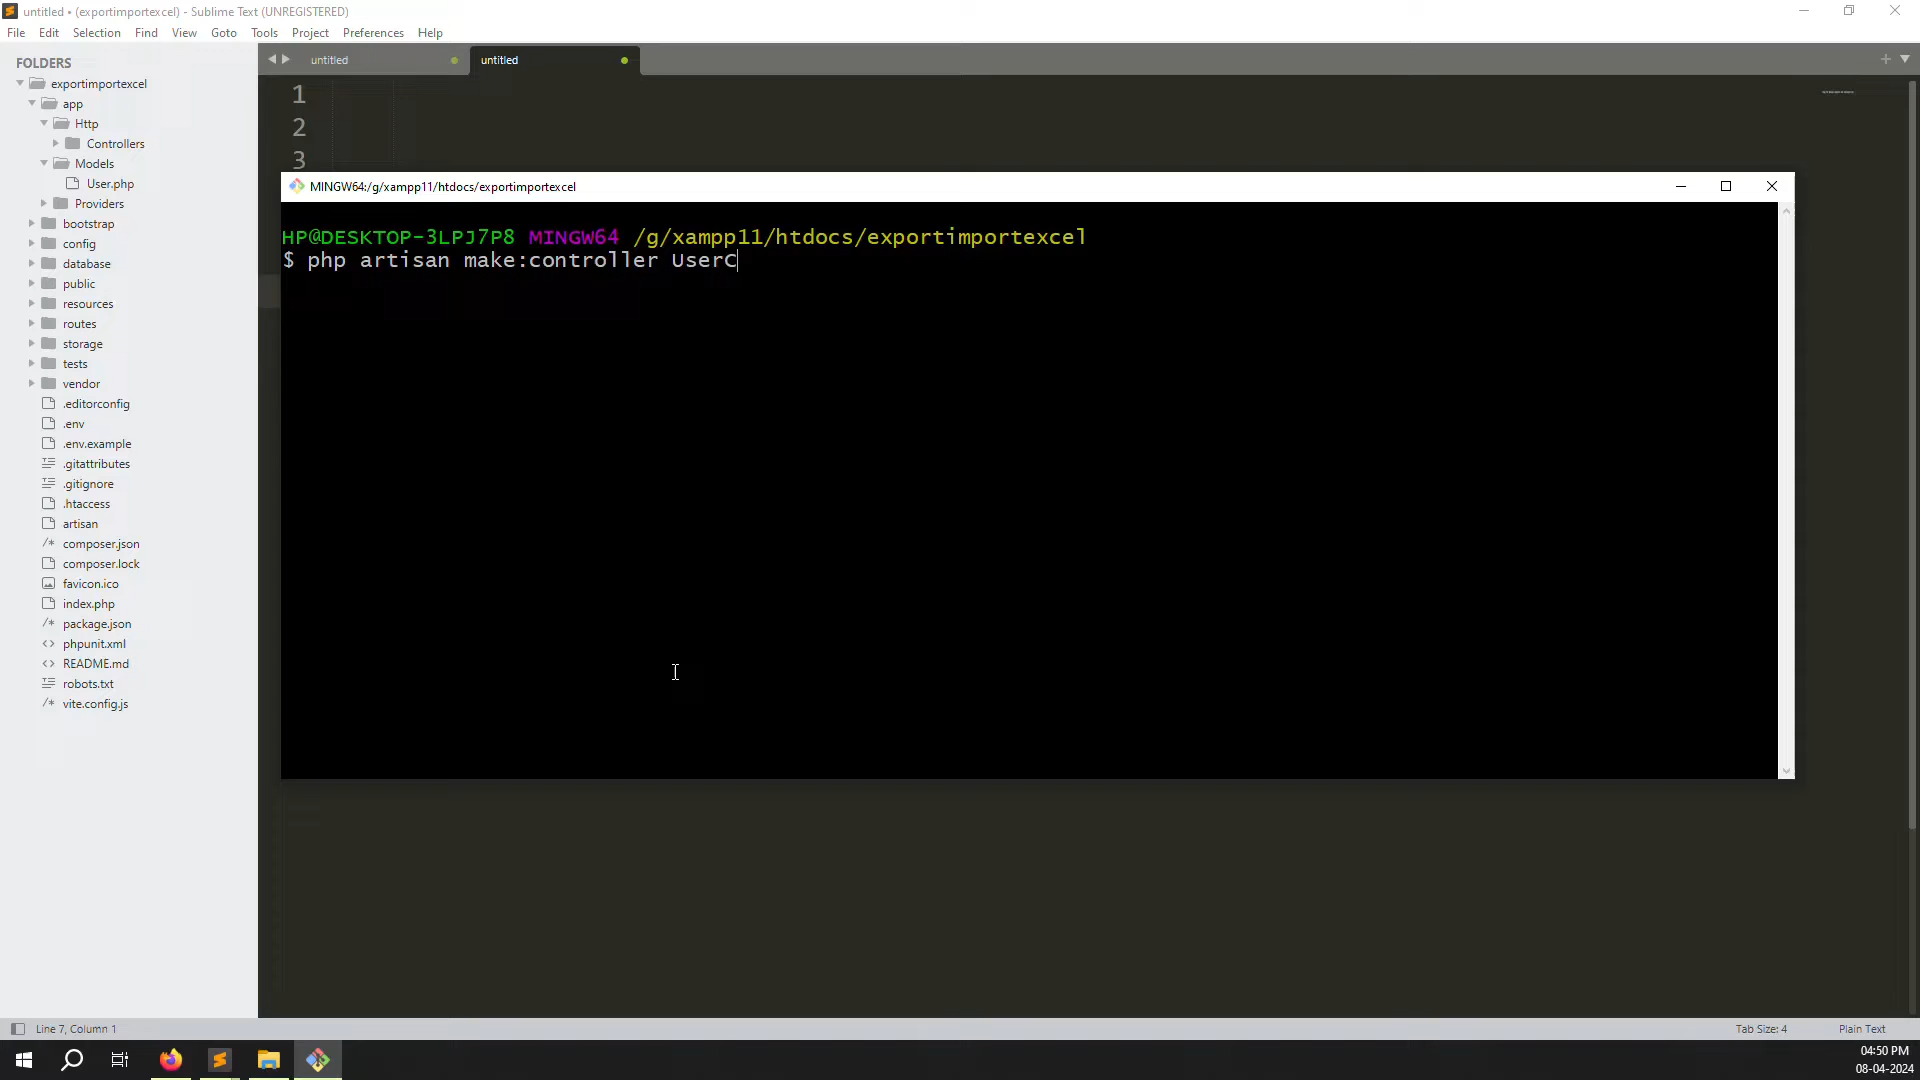 untitled • (exportimportexcel) - Sublime Text (UNREGISTERED)
File Edit Selection Find View Goto Tools Project Preferences Help
FOLDERS
exportimportexcel
app
Http
Controllers
Models
User.php
Providers
bootstrap
config
database
public
resources
routes
storage
tests
vendor
.editorconfig
.env
.env.example
.gitattributes
.gitignore
.htaccess
artisan
composer.json
composer.lock
favicon.ico
index.php
package.json
phpunit.xml
README.md
robots.txt
vite.config.js
untitled untitled
1
2
3
MINGW64:/g/xampp11/htdocs/exportimportexcel
HP@DESKTOP-3LPJ7P8 MINGW64 /g/xampp11/htdocs/exportimportexcel
$ php artisan make:controller UserC
Line 7, Column 1 Tab Size: 4 Plain Text
04:50 PM
08-04-2024